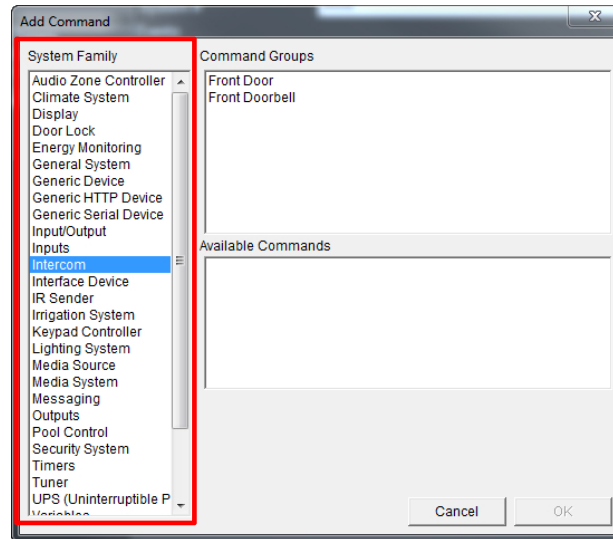 Add Command
System Family
Audio Zone Controller
Climate System
Display
Door Lock
Energy Monitoring
General System
Generic Device
Generic HTTP Device
Generic Serial Device
Input/Output
Inputs
Intercom
Interface Device
IR Sender
Irrigation System
Keypad Controller
Lighting System
Media Source
Media System
Messaging
Outputs
Pool Control
Security System
Timers
Tuner
UPS (Uninterruptible P
Command Groups
Front Door
Front Doorbell
Available Commands
Cancel
OK